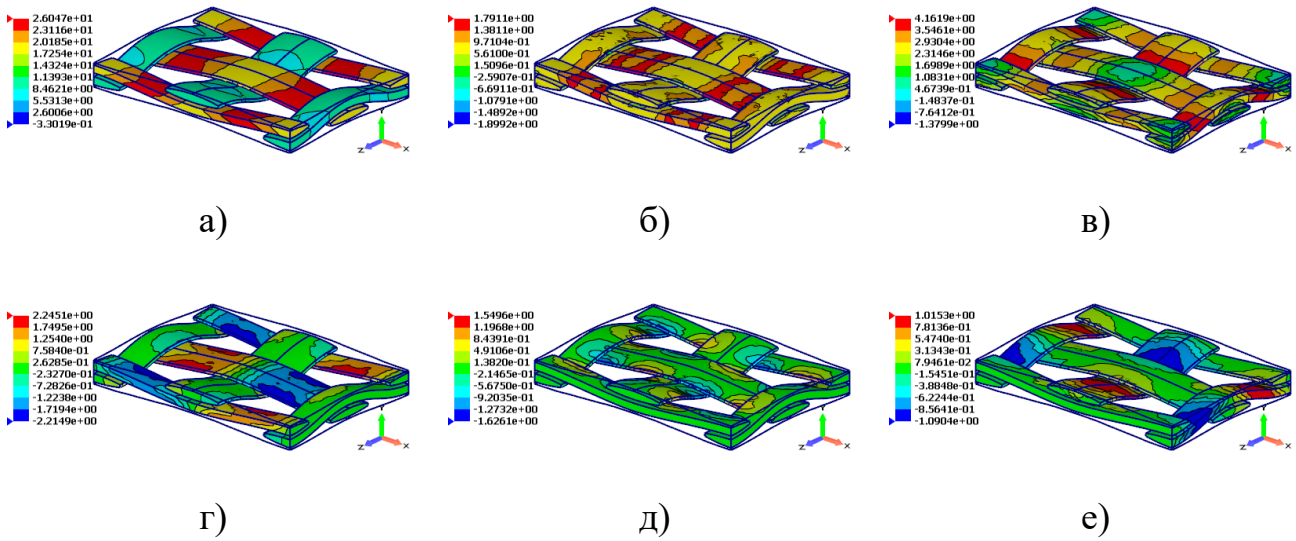 2.6047e+01
2.3116e+01
2.0185e+01
1.7254e+01
1.4324e+01
1.1393e+01
8.4621e+00
5.5313e+00
2.6006e+00
-3.3019e-01
z
x
а)
1.7911e+00
1.3811e+00
9.7104e-01
5.6100e-01
1.5096e-01
-2.5907e-01
-6.6911e-01
-1.0791e+00
-1.4892e+00
-1.8992e+00
z
x
б)
4.1619e+00
3.5461e+00
2.9304e+00
2.3146e+00
1.6989e+00
1.0831e+00
4.6739e-01
-1.4837e-01
-7.6412e-01
-1.3799e+00
z
x
в)
2.2451e+00
1.7495e+00
1.2540e+00
7.5840e-01
2.6285e-01
-2.3270e-01
-7.2826e-01
-1.2238e+00
-1.7194e+00
-2.2149e+00
z
x
г)
1.5496e+00
1.1968e+00
8.4391e-01
4.9106e-01
1.3820e-01
-2.1465e-01
-5.6750e-01
-9.2035e-01
-1.2732e+00
-1.6261e+00
z
x
д)
1.0153e+00
7.8136e-01
5.4740e-01
3.1343e-01
7.9461e-02
-1.5451e-01
-3.8848e-01
-6.2244e-01
-8.5641e-01
-1.0904e+00
z
x
е)